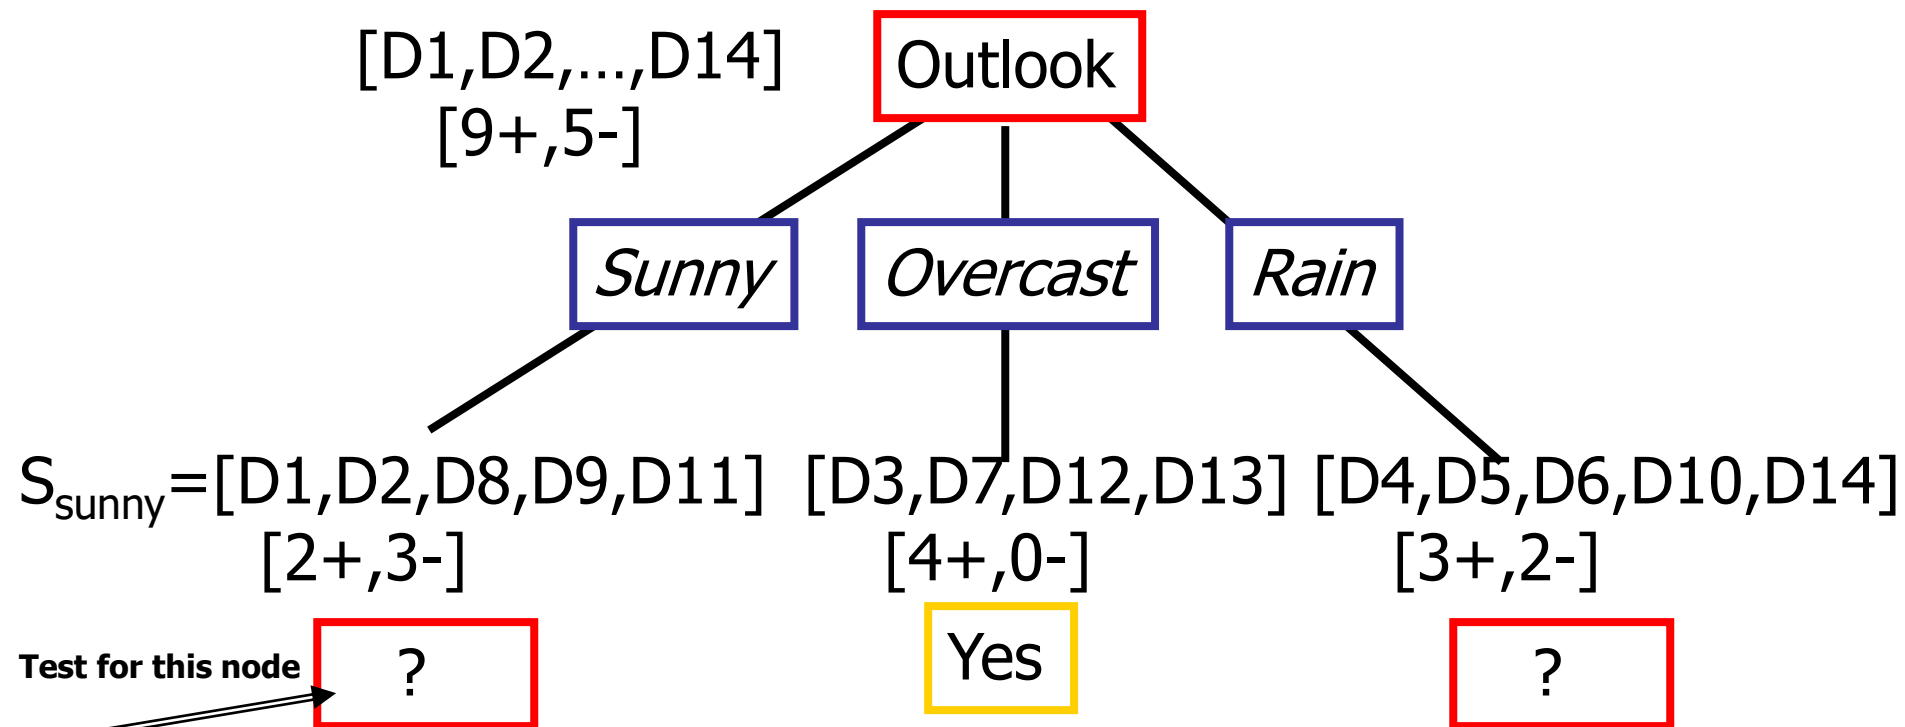 [D1,D2,…,D14]
[9+,5-]
Outlook
Sunny
Overcast
Rain
S_sunny=[D1,D2,D8,D9,D11]
[2+,3-]
[D3,D7,D12,D13]
[4+,0-]
[D4,D5,D6,D10,D14]
[3+,2-]
Test for this node
?
Yes
?